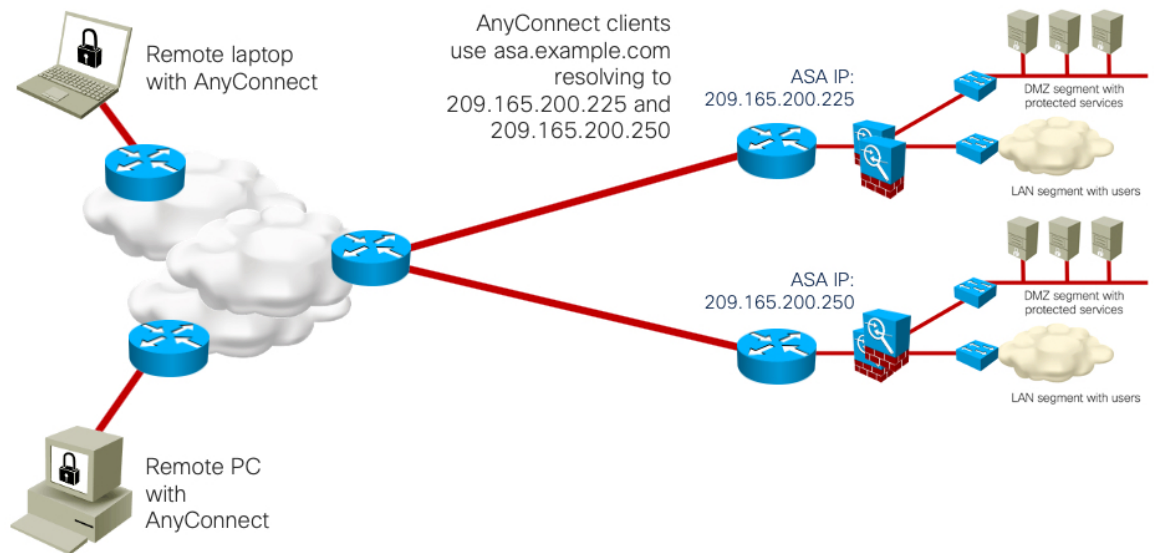 Remote laptop
with AnyConnect
AnyConnect clients
use asa.example.com
resolving to
209.165.200.225 and
209.165.200.250
ASA IP:
209.165.200.225
DMZ segment with
protected services
LAN segment with users
ASA IP:
209.165.200.250
DMZ segment with
protected services
LAN segment with users
Remote PC
with
AnyConnect